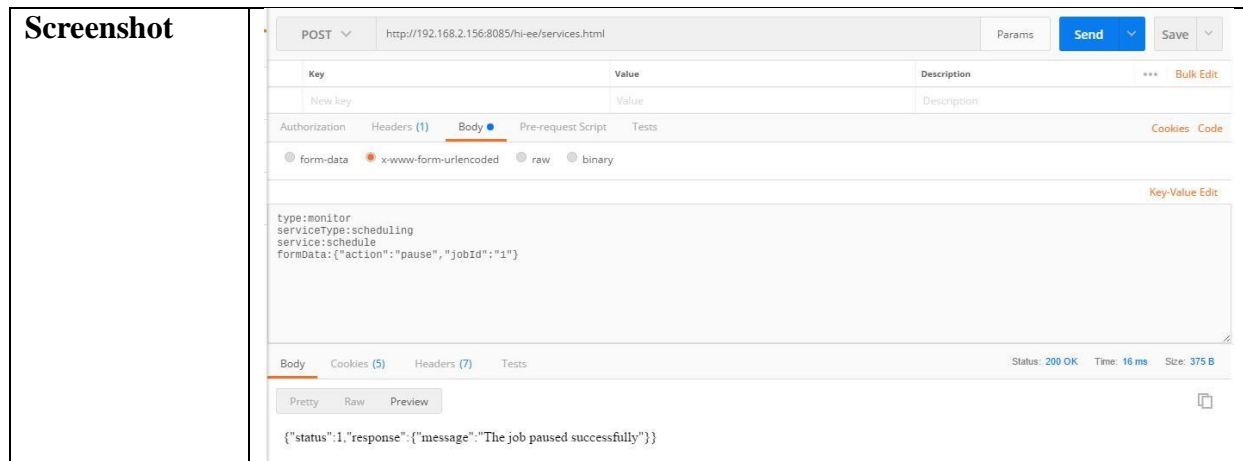 Screenshot
POST http://192.168.2.156:8085/hi-ee/services.html Params Send Save
Key Value Description ••• Bulk Edit
New key Value Description
Authorization Headers (1) Body Pre-request Script Tests Cookies Code
form-data x-www-form-urlencoded raw binary
Key-Value Edit
type:monitor
serviceType:scheduling
service:schedule
formData:{"action":"pause","jobId":"1"}
Body Cookies (5) Headers (7) Tests Status: 200 OK Time: 16 ms Size: 375 B
Pretty Raw Preview
{"status":1,"response":{"message":"The job paused successfully"}}